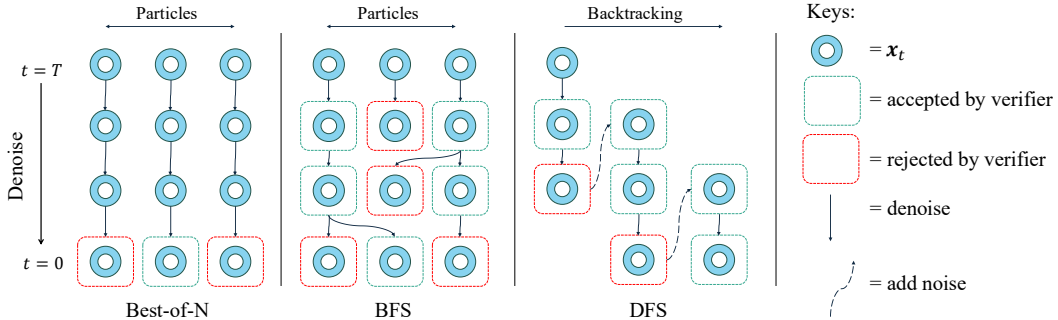 Particles
Particles
Backtracking
Keys:
t = T
Denoise
t = 0
= x_t
= accepted by verifier
= rejected by verifier
= denoise
= add noise
Best-of-N
BFS
DFS